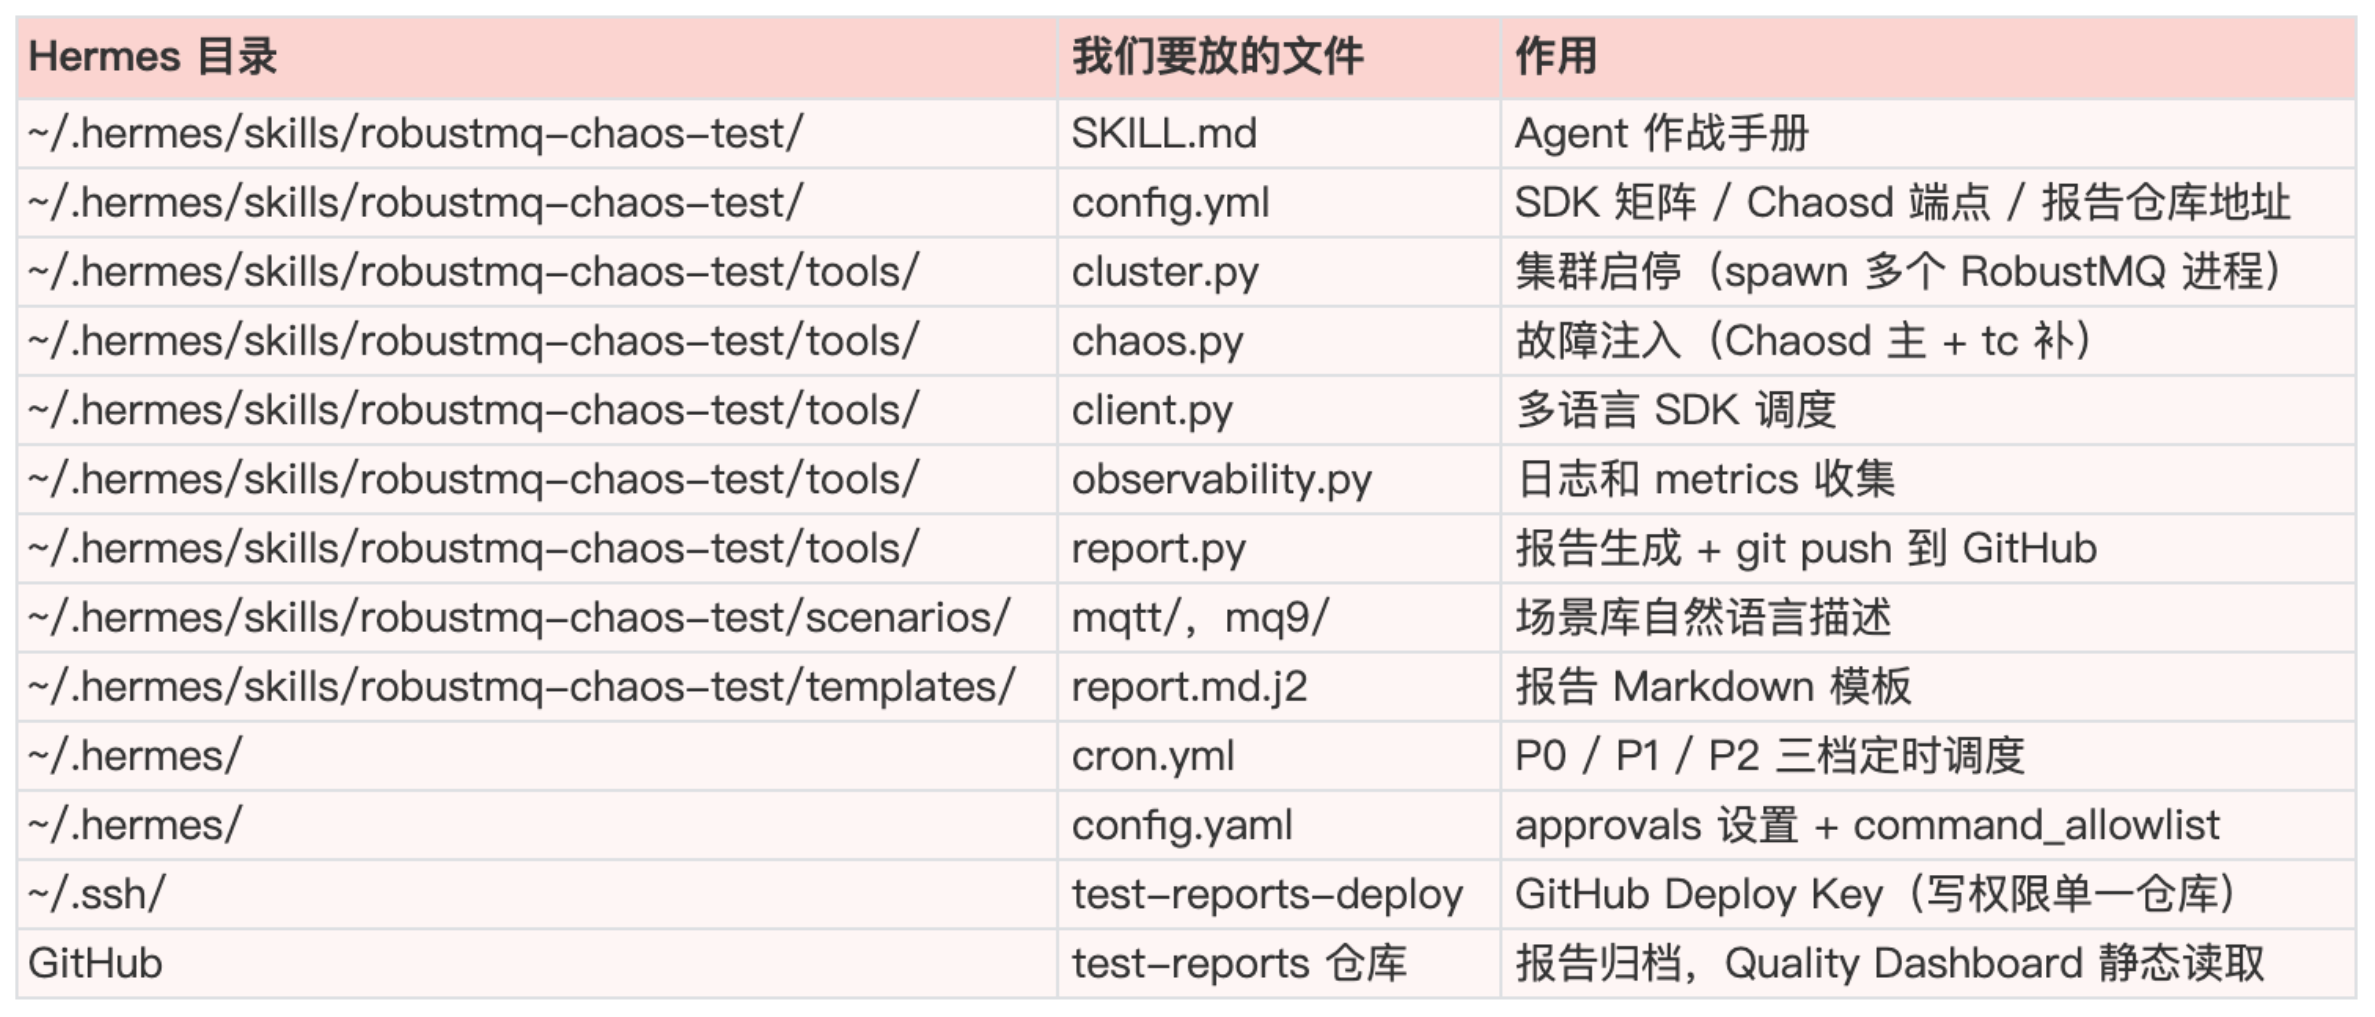 Hermes 目录 我们要放的文件 作用
~/.hermes/skills/robustmq-chaos-test/ SKILL.md Agent 作战手册
~/.hermes/skills/robustmq-chaos-test/ config.yml SDK 矩阵 / Chaosd 端点 / 报告仓库地址
~/.hermes/skills/robustmq-chaos-test/tools/ cluster.py 集群启停（spawn 多个 RobustMQ 进程）
~/.hermes/skills/robustmq-chaos-test/tools/ chaos.py 故障注入（Chaosd 主 + tc 补）
~/.hermes/skills/robustmq-chaos-test/tools/ client.py 多语言 SDK 调度
~/.hermes/skills/robustmq-chaos-test/tools/ observability.py 日志和 metrics 收集
~/.hermes/skills/robustmq-chaos-test/tools/ report.py 报告生成 + git push 到 GitHub
~/.hermes/skills/robustmq-chaos-test/scenarios/ mqtt/，mq9/ 场景库自然语言描述
~/.hermes/skills/robustmq-chaos-test/templates/ report.md.j2 报告 Markdown 模板
~/.hermes/ cron.yml P0 / P1 / P2 三档定时调度
~/.hermes/ config.yaml approvals 设置 + command_allowlist
~/.ssh/ test-reports-deploy GitHub Deploy Key（写权限单一仓库）
GitHub test-reports 仓库 报告归档，Quality Dashboard 静态读取